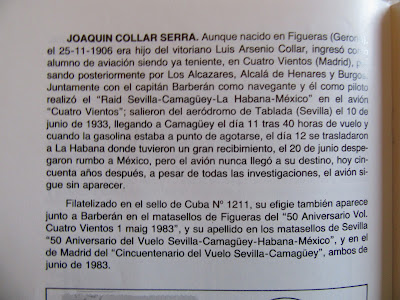 JOAQUIN COLLAR SERRA. Aunque nacido en Figueras (Geron
el 25-11-1906 era hijo del vitoriano Luis Arsenio Collar, ingresó con
alumno de aviación siendo ya teniente, en Cuatro Vientos (Madrid), p
sando posteriormente por Los Alcazares, Alcalá de Henares y Burgos
Juntamente con el capitán Barberán como navegante y él como piloto
realizó el "Raid Sevilla-Camagüey-La Habana-México" en el avión
"Cuatro Vientos"; salieron del aeródromo de Tablada (Sevilla) el 10 de
junio de 1933, llegando a Camagüey el día 11 tras 40 horas de vuelo y
cuando la gasolina estaba a punto de agotarse, el día 12 se trasladaron
a La Habana donde tuvieron un gran recibimiento, el 20 de junio despe-
garon rumbo a México, pero el avión nunca llegó a su destino, hoy cin-
cuenta años después, a pesar de todas las investigaciones, el avión si-
gue sin aparecer.
Filatelizado en el sello de Cuba Nº 1211, su efigie también aparece
junto a Barberán en el matasellos de Figueras del "50 Aniversario Vol.
Cuatro Vientos 1 maig 1983", y su apellido en los matasellos de Sevilla
"50 Aniversario del Vuelo Sevilla-Camagüey-Habana-México", y en el
de Madrid del "Cincuentenario del Vuelo Sevilla-Camagüey", ambos de
junio de 1983.